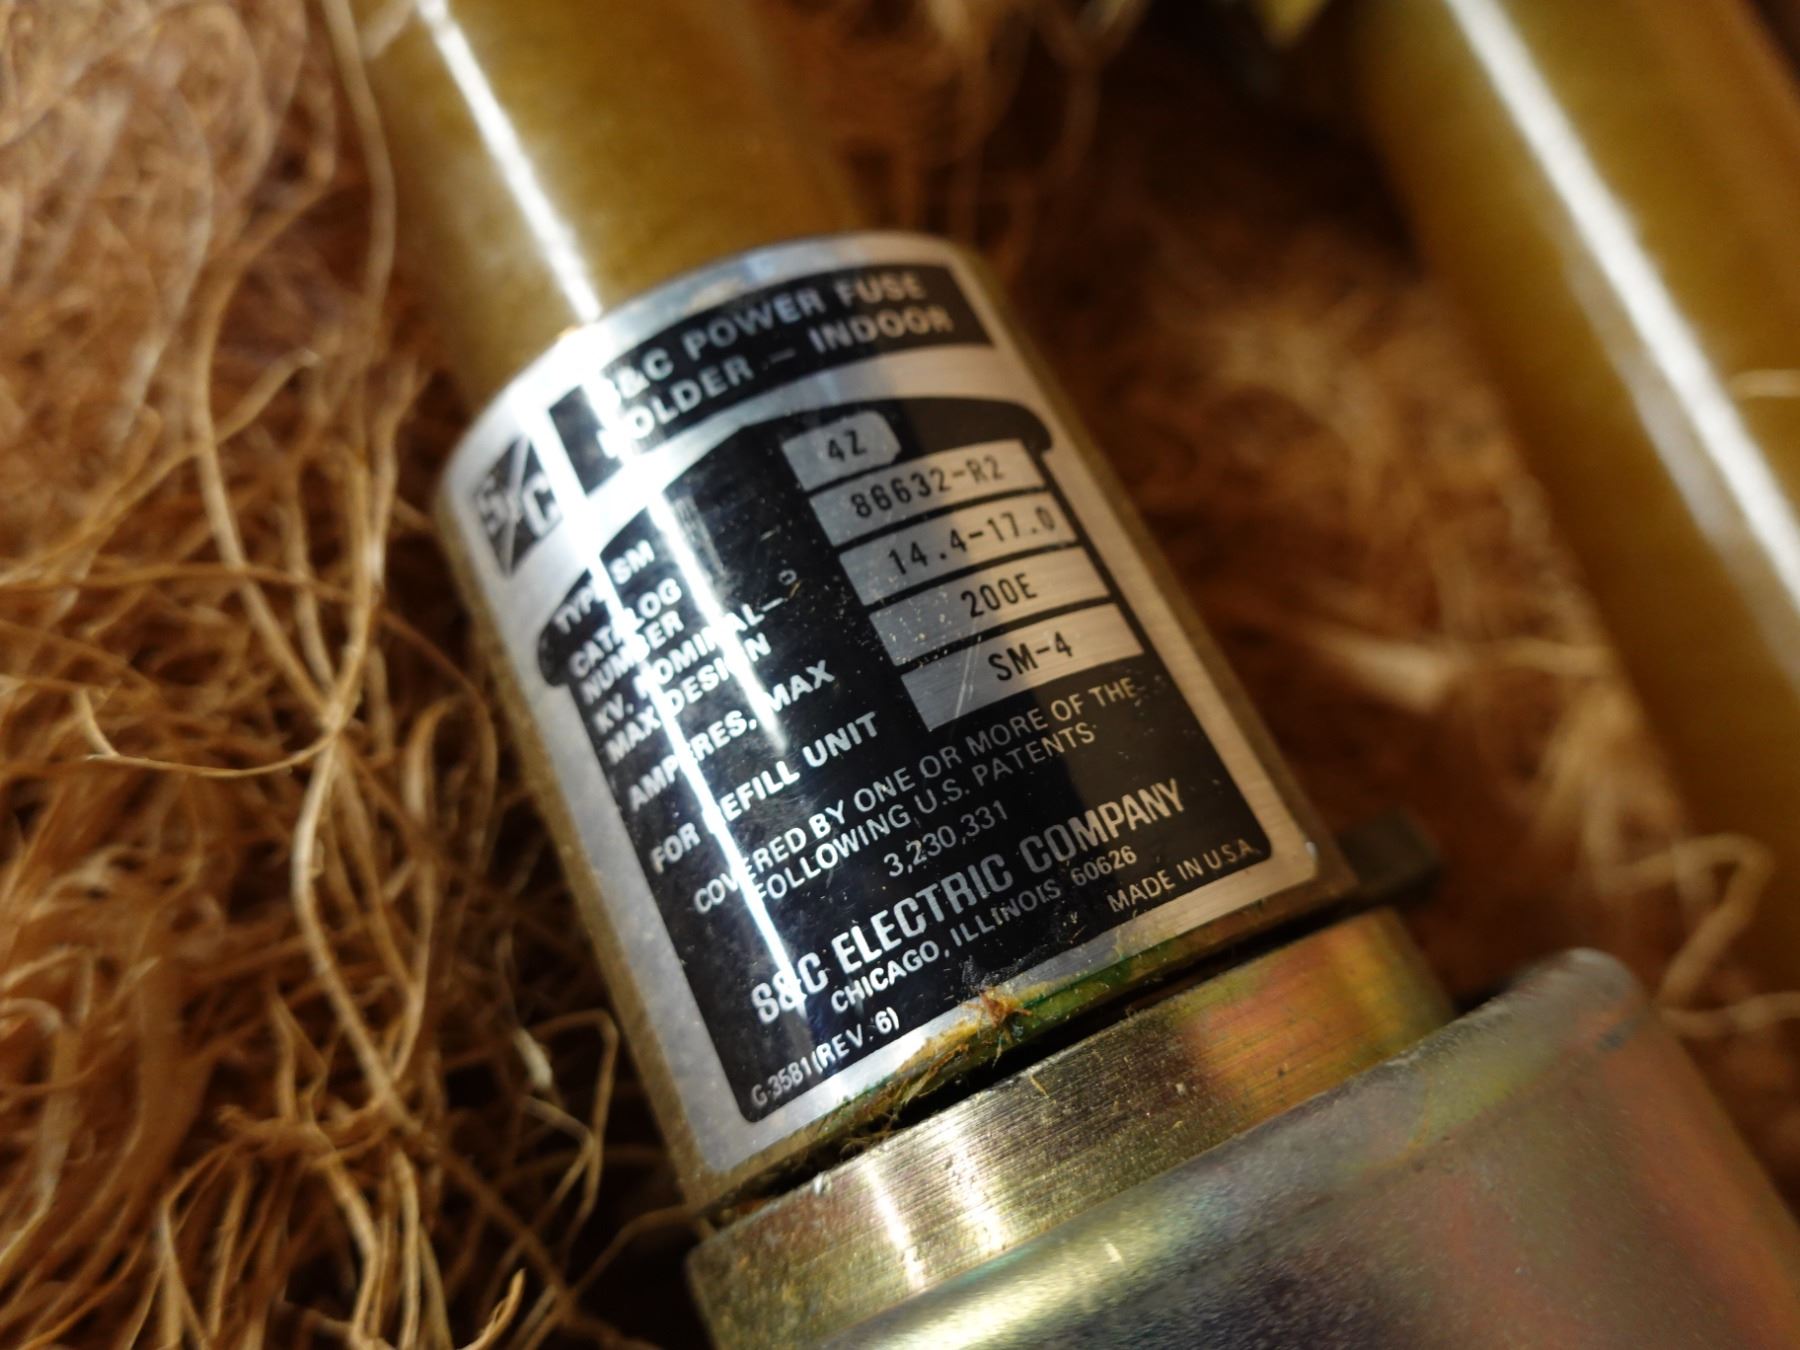 S&C POWER FUSE
HOLDER – INDOOR
S&C
TYPE SM 4Z
CATALOG
NUMBER 86632-R2
KV, NOMINAL–
MAX DESIGN 14.4-17.0
AMPERES, MAX 200E
FOR REFILL UNIT SM-4
COVERED BY ONE OR MORE OF THE
FOLLOWING U.S. PATENTS
3,230,331
S&C ELECTRIC COMPANY
CHICAGO, ILLINOIS 60626
G-3581 (REV. 6) MADE IN U.S.A.